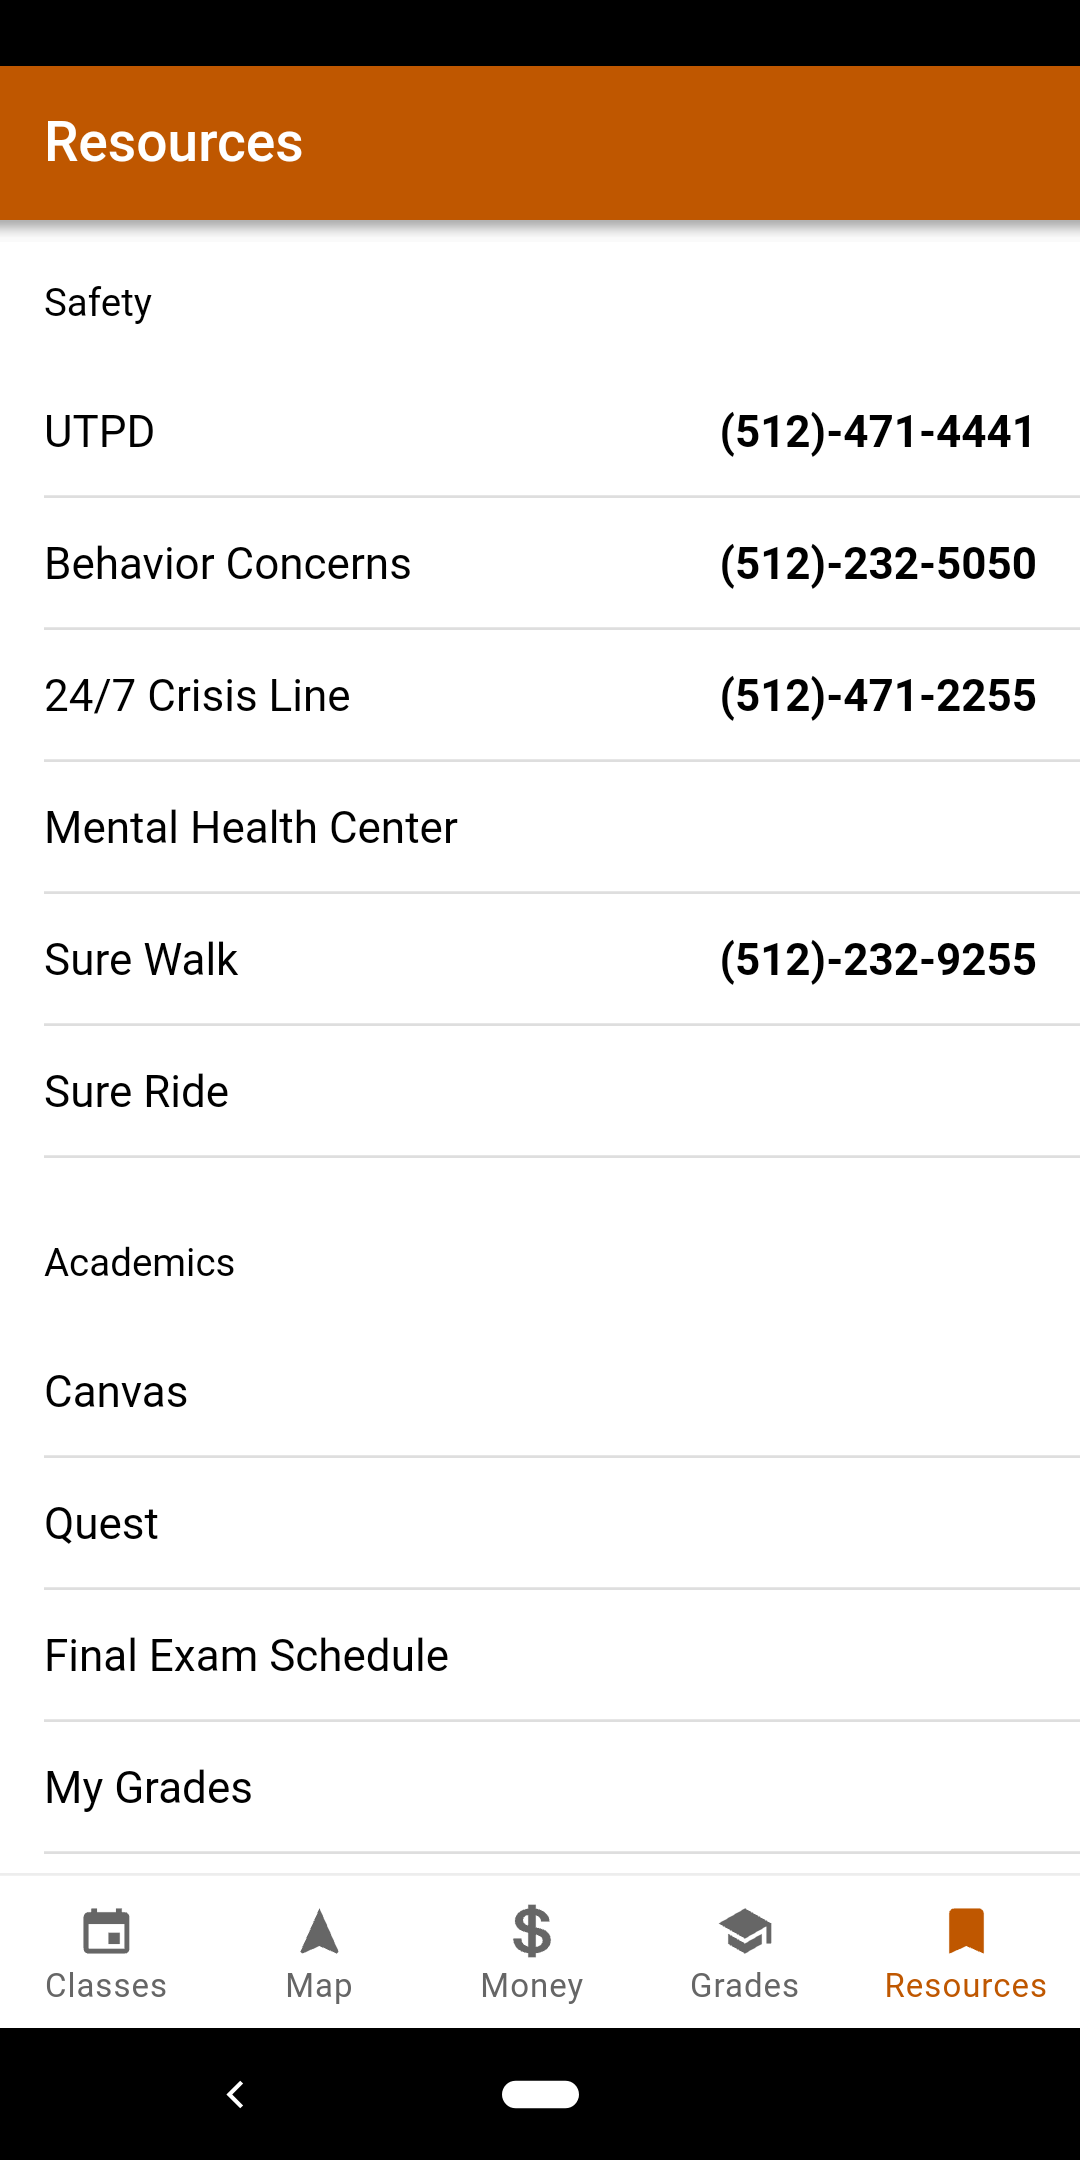 Resources
Safety
UTPD (512)-471-4441
Behavior Concerns (512)-232-5050
24/7 Crisis Line (512)-471-2255
Mental Health Center
Sure Walk (512)-232-9255
Sure Ride
Academics
Canvas
Quest
Final Exam Schedule
My Grades
Classes Map Money Grades Resources